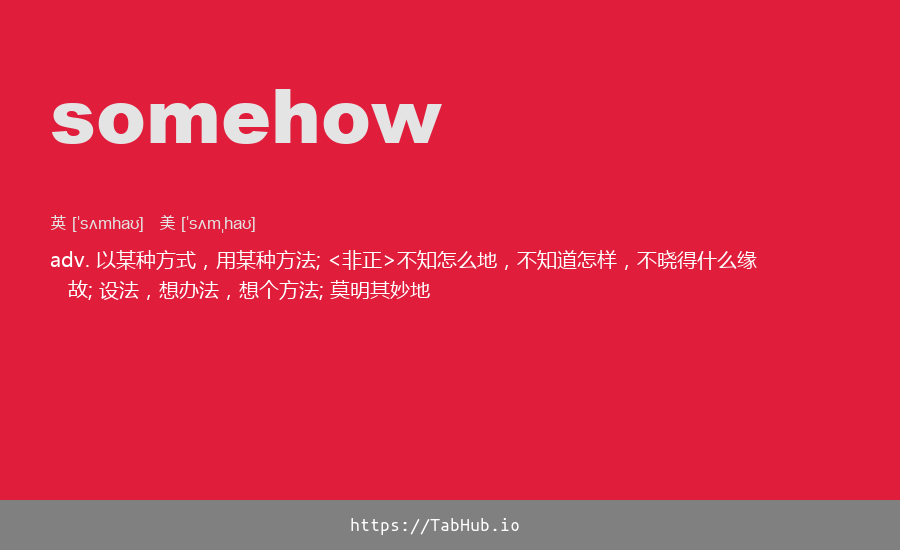 somehow
英 [ˈsʌmhaʊ] 美 [ˈsʌmˌhaʊ]
adv. 以某种方式，用某种方法; <非正>不知怎么地，不知道怎样，不晓得什么缘
故; 设法，想办法，想个方法; 莫明其妙地
https://TabHub.io